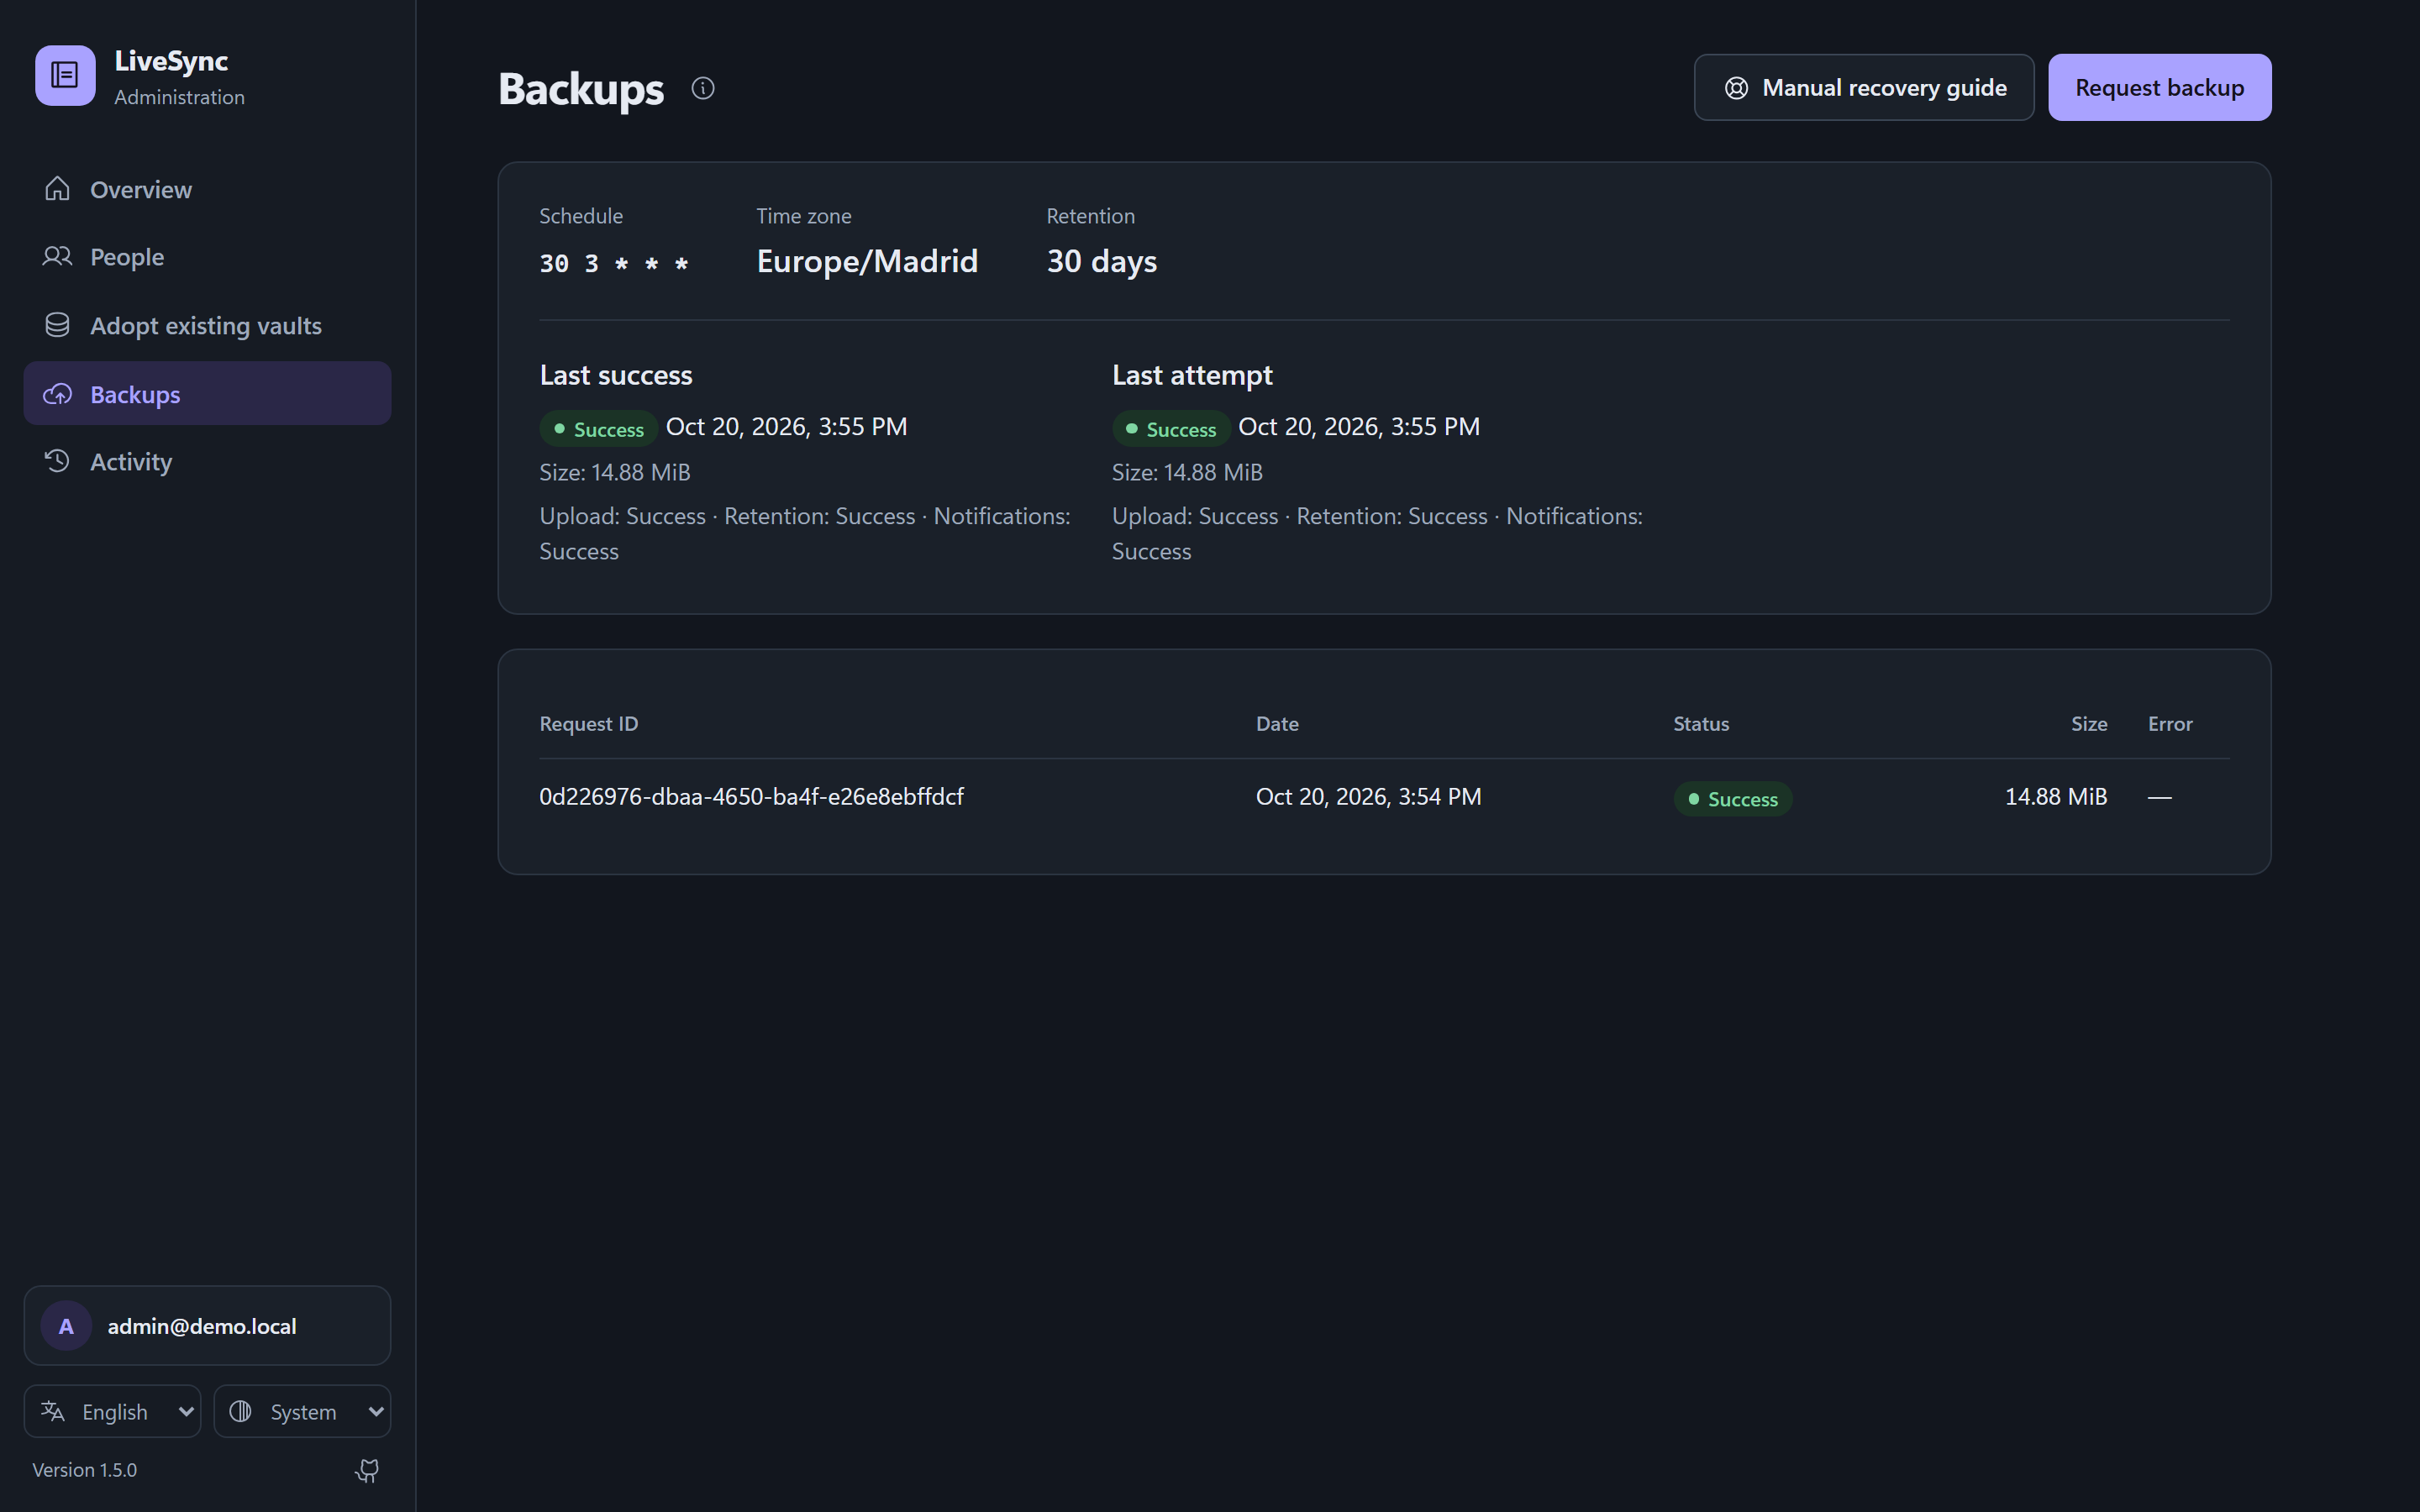 LiveSync
Administration
Overview
People
Adopt existing vaults
Backups
Activity
A
admin@demo.local
English
System
Version 1.5.0
Backups
Manual recovery guide
Request backup
Schedule
Time zone
Retention
30 3 * * *
Europe/Madrid
30 days
Last success
Success Oct 20, 2026, 3:55 PM
Size: 14.88 MiB
Upload: Success · Retention: Success · Notifications:
Success
Last attempt
Success Oct 20, 2026, 3:55 PM
Size: 14.88 MiB
Upload: Success · Retention: Success · Notifications:
Success
Request ID Date Status Size Error
0d226976-dbaa-4650-ba4f-e26e8ebffdcf Oct 20, 2026, 3:54 PM Success 14.88 MiB —